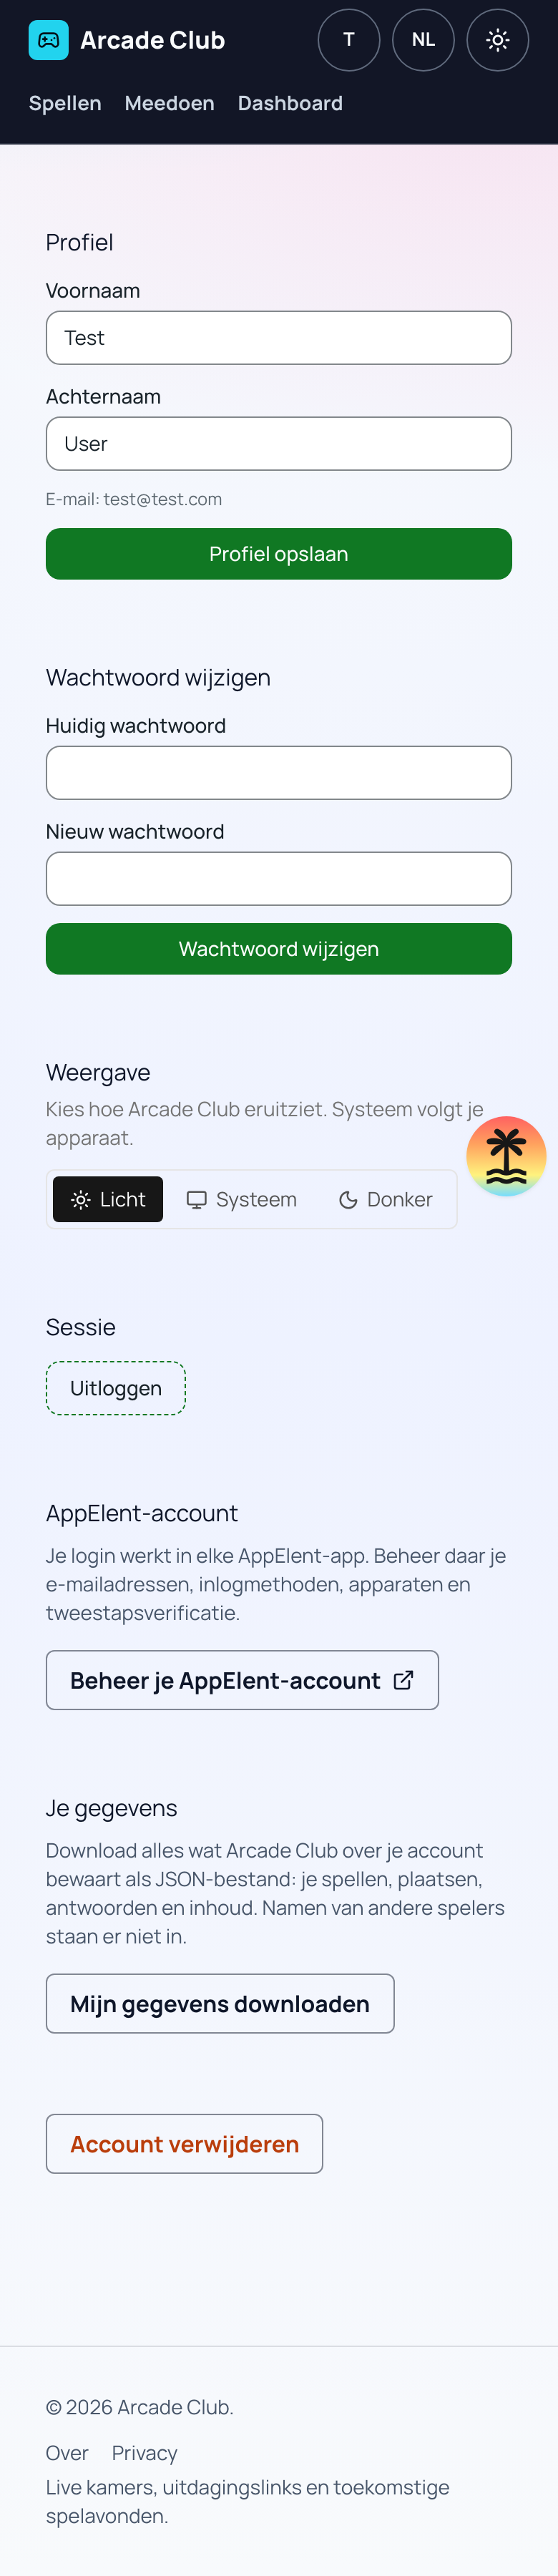 Arcade Club
T
NL
Spellen Meedoen Dashboard
Profiel
Voornaam
Test
Achternaam
User
E-mail: test@test.com
Profiel opslaan
Wachtwoord wijzigen
Huidig wachtwoord
Nieuw wachtwoord
Wachtwoord wijzigen
Weergave
Kies hoe Arcade Club eruitziet. Systeem volgt je
apparaat.
Licht Systeem Donker
Sessie
Uitloggen
AppElent-account
Je login werkt in elke AppElent-app. Beheer daar je
e-mailadressen, inlogmethoden, apparaten en
tweestapsverificatie.
Beheer je AppElent-account
Je gegevens
Download alles wat Arcade Club over je account
bewaart als JSON-bestand: je spellen, plaatsen,
antwoorden en inhoud. Namen van andere spelers
staan er niet in.
Mijn gegevens downloaden
Account verwijderen
© 2026 Arcade Club.
Over Privacy
Live kamers, uitdagingslinks en toekomstige
spelavonden.